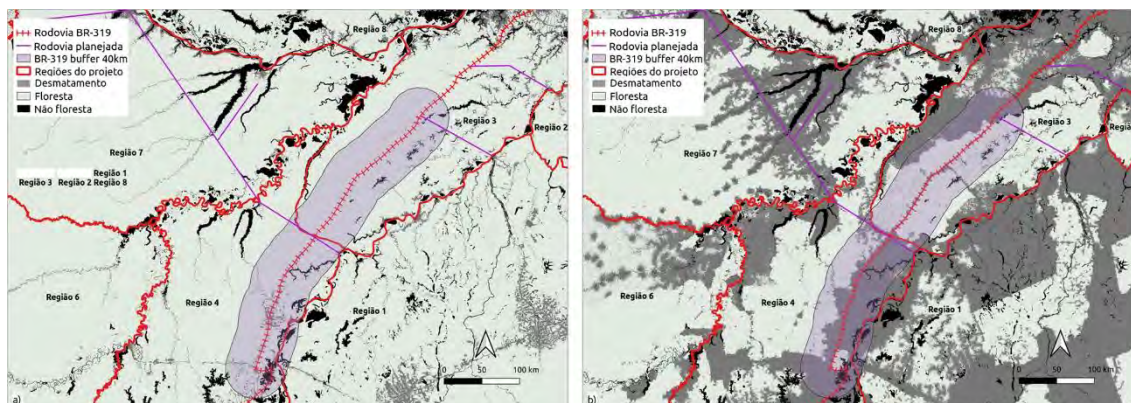 Rodovia BR-319
Rodovia planejada
BR-319 buffer 40km
Regiões do projeto
Desmatamento
Floresta
Não floresta
Região 8
Região 3
Região 2
Região 7
Região 1
Região 3 Região 2 Região 8
Região 6
Região 4
Região 1
0 50 100 km
a)
Rodovia BR-319
Rodovia planejada
BR-319 buffer 40km
Regiões do projeto
Desmatamento
Floresta
Não floresta
Região 8
Região 3
Região 2
Região 7
Região 6
Região 4
Região 1
0 50 100 km
b)